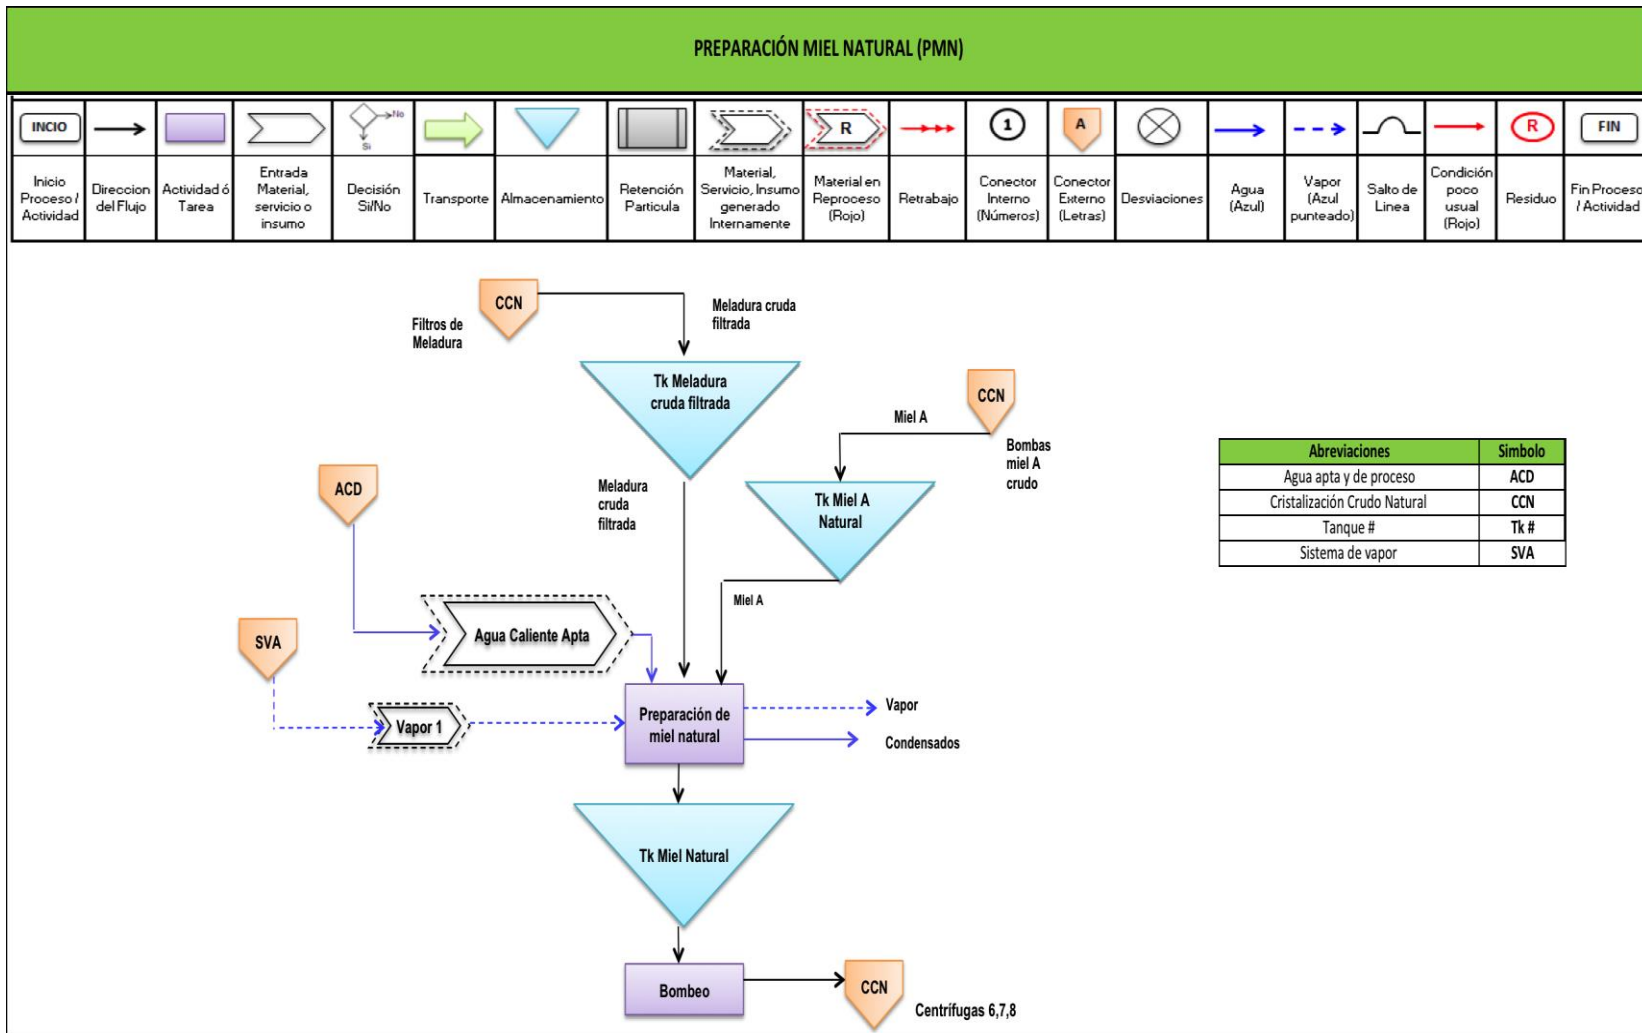 PREPARACIÓN MIEL NATURAL (PMN)
INCIO
No
Si
R
1
A
R
FIN
Inicio
Proceso /
Actividad
Direccion
del Flujo
Actividad ó
Tarea
Entrada
Material,
servicio o
insumo
Decisión
Si/No
Transporte
Almacenamiento
Retención
Particula
Material,
Servicio, Insumo
generado
Internamente
Material en
Reproceso
(Rojo)
Retrabajo
Conector
Interno
(Números)
Conector
Externo
(Letras)
Desviaciones
Agua
(Azul)
Vapor
(Azul
punteado)
Salto de
Linea
Condición
poco
usual
(Rojo)
Residuo
Fin Proceso
/ Actividad
CCN
Filtros de
Meladura
Meladura cruda
filtrada
Tk Meladura
cruda filtrada
CCN
Miel A
Bombas
miel A
crudo
ACD
Meladura
cruda
filtrada
Tk Miel A
Natural
Abreviaciones Simbolo
Agua apta y de proceso ACD
Cristalización Crudo Natural CCN
Tanque # Tk #
Sistema de vapor SVA
Miel A
SVA
Agua Caliente Apta
Vapor 1
Preparación de
miel natural
Vapor
Condensados
Tk Miel Natural
Bombeo
CCN
Centrífugas 6,7,8